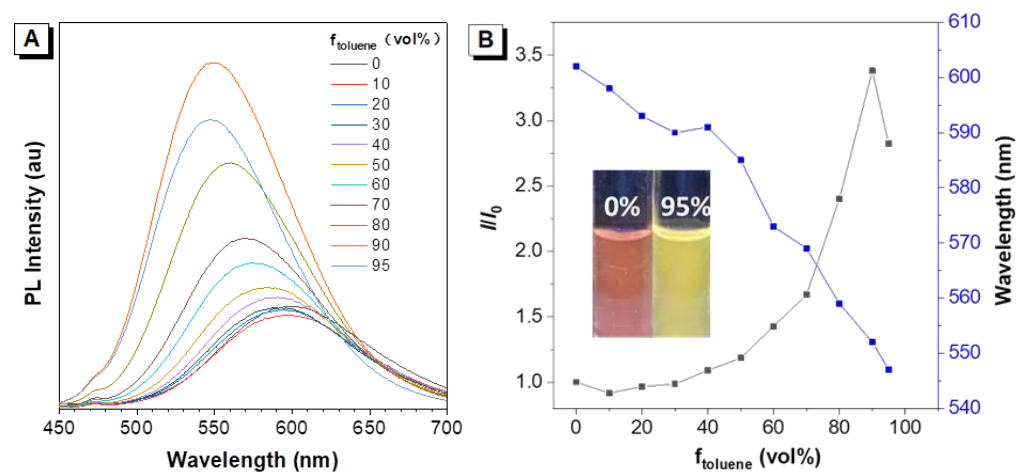 A
f_toluene (vol%)
0
10
20
30
40
50
60
70
80
90
95
PL Intensity (au)
450 500 550 600 650 700
Wavelength (nm)
B
3.5
3.0
2.5
2.0
1.5
1.0
I/I_0
0% 95%
610
600
590
580
570
560
550
540
Wavelength (nm)
0 20 40 60 80 100
f_toluene (vol%)